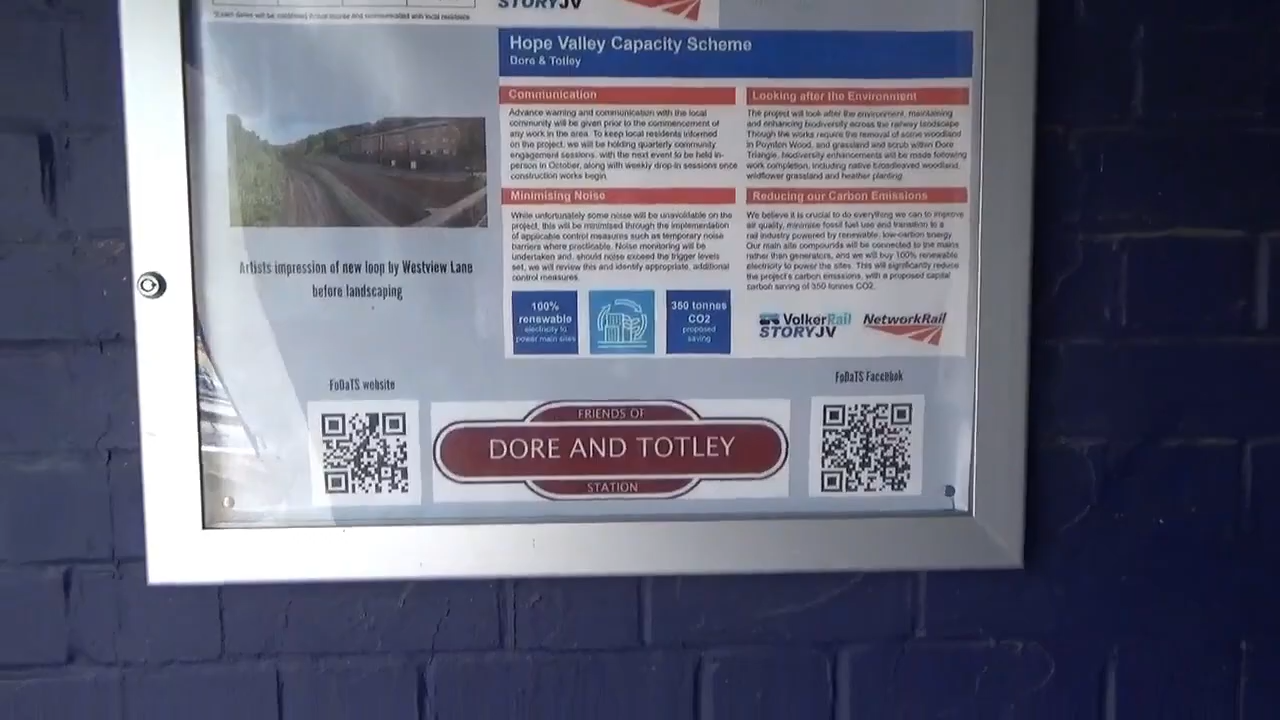 STORYJV
Hope Valley Capacity Scheme
Dore & Totley
Communication
Advance warning and communication with the local
community will be given prior to the commencement of
any work in the area. To keep local residents informed
on the project, we will be holding quarterly community
engagement sessions, with the next event to be held in-
person in October, along with weekly drop-in sessions once
construction works begin.
Looking after the Environment
The project will look after the environment, maintaining
and enhancing biodiversity across the railway landscape.
Though the works require the removal of some woodland
in Poynton Wood, and grassland and scrub within Dore
Triangle, biodiversity enhancements will be made following
work completion, including native broadleaved woodland,
wildflower grassland and heather planting.
Minimising Noise
While unfortunately some noise will be unavoidable on the
project, this will be minimised through the implementation
of applicable control measures such as temporary noise
barriers where practicable. Noise monitoring will be
undertaken and, should noise exceed the trigger levels
set, we will review this and identify appropriate, additional
control measures.
Reducing our Carbon Emissions
We believe it is crucial to do everything we can to improve
air quality, minimise fossil fuel use and transition to a
rail industry powered by renewable, low-carbon energy.
Our main site compounds will be connected to the mains
rather than generators, and we will buy 100% renewable
electricity to power the sites. This will significantly reduce
the project's carbon emissions, with a proposed capital
carbon saving of 350 tonnes CO2.
Artists impression of new loop by Westview Lane
before landscaping
100%
renewable
electricity to
power main sites
350 tonnes
CO2
proposed
saving
VolkerRail
STORYJV
NetworkRail
FoDaTS website
FoDaTS Facebook
FRIENDS OF
DORE AND TOTLEY
STATION